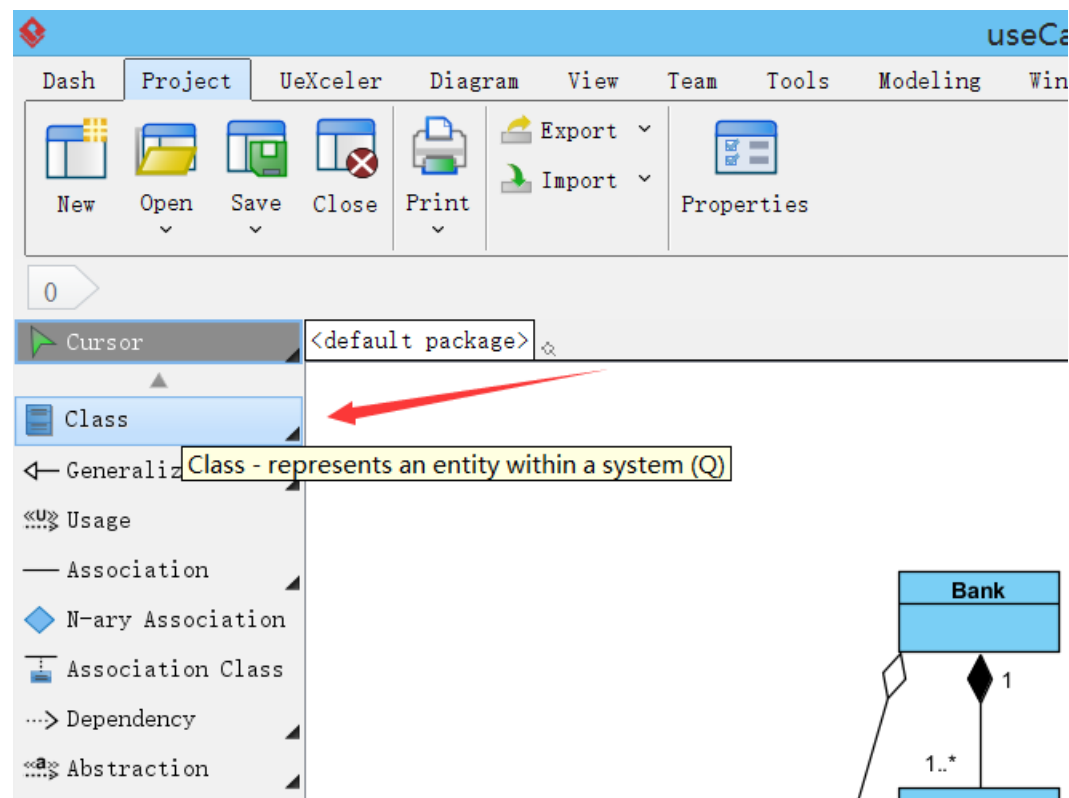 useCa
Dash Project UeXceler Diagram View Team Tools Modeling Win
Export
Import
New Open Save Close Print Properties
0
Cursor
<default package>
Class
Class - represents an entity within a system (Q)
Generaliz
«U» Usage
Association
N-ary Association
Association Class
Dependency
«a» Abstraction
Bank
1
1..*